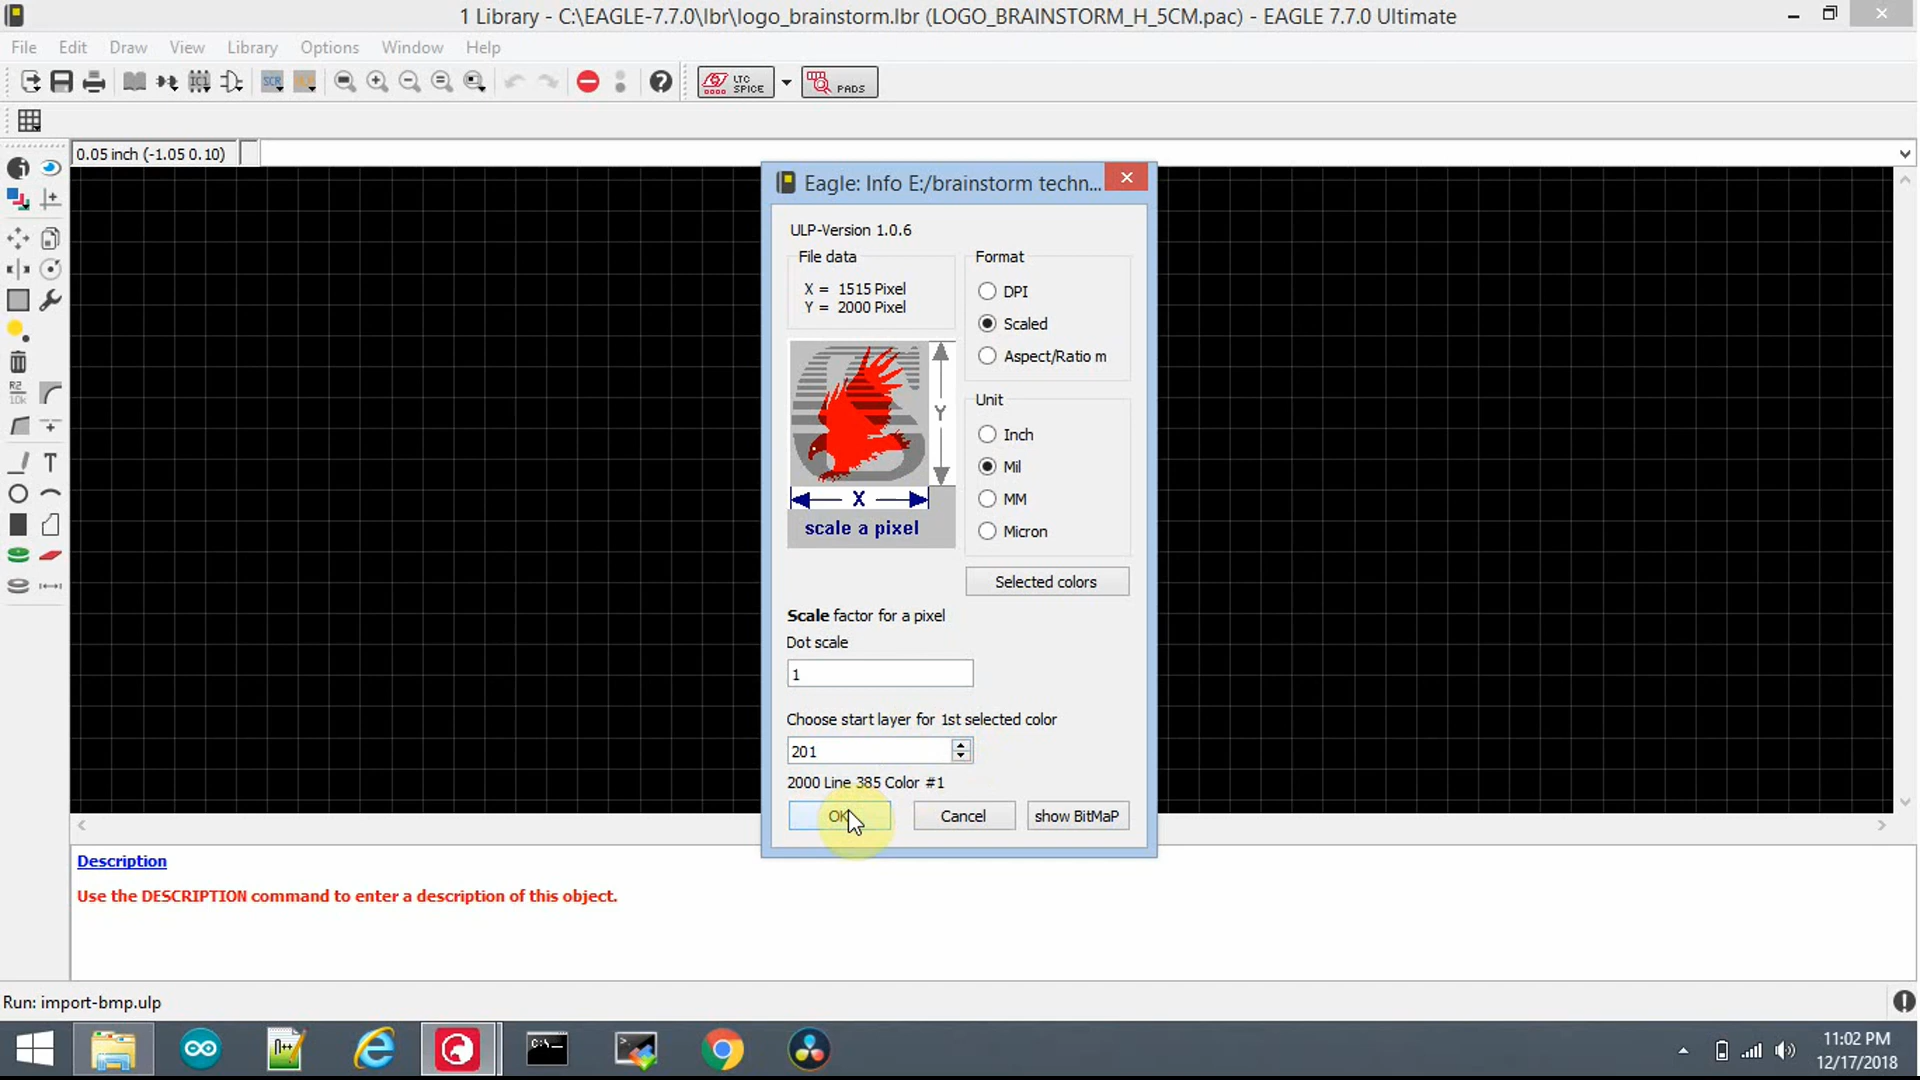 1 Library - C:\EAGLE-7.7.0\lbr\logo_brainstorm.lbr (LOGO_BRAINSTORM_H_5CM.pac) - EAGLE 7.7.0 Ultimate
File Edit Draw View Library Options Window Help
SCR
LTC SPICE
PADS
0.05 inch (-1.05 0.10)
Eagle: Info E:/brainstorm techn...
ULP-Version 1.0.6
File data
X = 1515 Pixel
Y = 2000 Pixel
Format
DPI
Scaled
Aspect/Ratio m
Y
X
scale a pixel
Unit
Inch
Mil
MM
Micron
Selected colors
Scale factor for a pixel
Dot scale
1
Choose start layer for 1st selected color
201
2000 Line 385 Color #1
OK
Cancel
show BitMaP
R2
10k
T
Description
Use the DESCRIPTION command to enter a description of this object.
Run: import-bmp.ulp
C:\
11:02 PM
12/17/2018